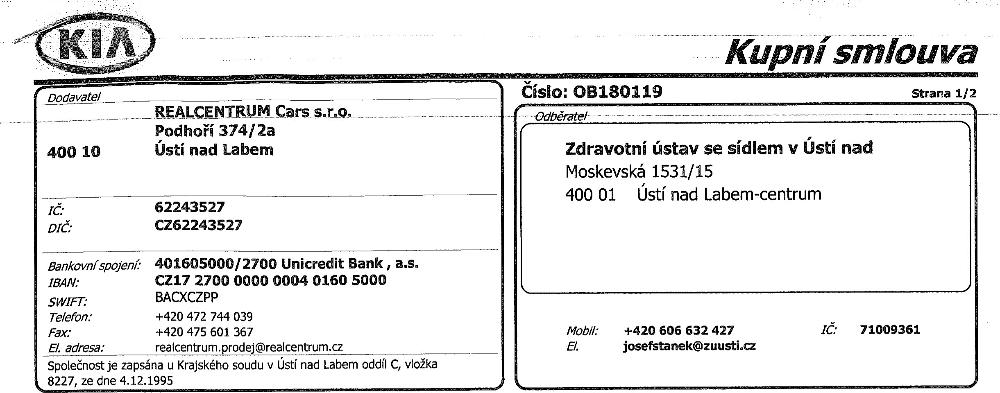 KIA
Kupní smlouva
Dodavatel
REALCENTRUM Cars s.r.o.
Podhoří 374/2a
400 10 Ústí nad Labem
IČ: 62243527
DIČ: CZ62243527
Bankovní spojení: 401605000/2700 Unicredit Bank , a.s.
IBAN: CZ17 2700 0000 0004 0160 5000
SWIFT: BACXCZPP
Telefon: +420 472 744 039
Fax: +420 475 601 367
El. adresa: realcentrum.prodej@realcentrum.cz
Společnost je zapsána u Krajského soudu v Ústí nad Labem oddíl C, vložka
8227, ze dne 4.12.1995
Číslo: OB180119 Strana 1/2
Odběratel
Zdravotní ústav se sídlem v Ústí nad
Moskevská 1531/15
400 01 Ústí nad Labem-centrum
Mobil: +420 606 632 427 IČ: 71009361
El. josefstanek@zuusti.cz